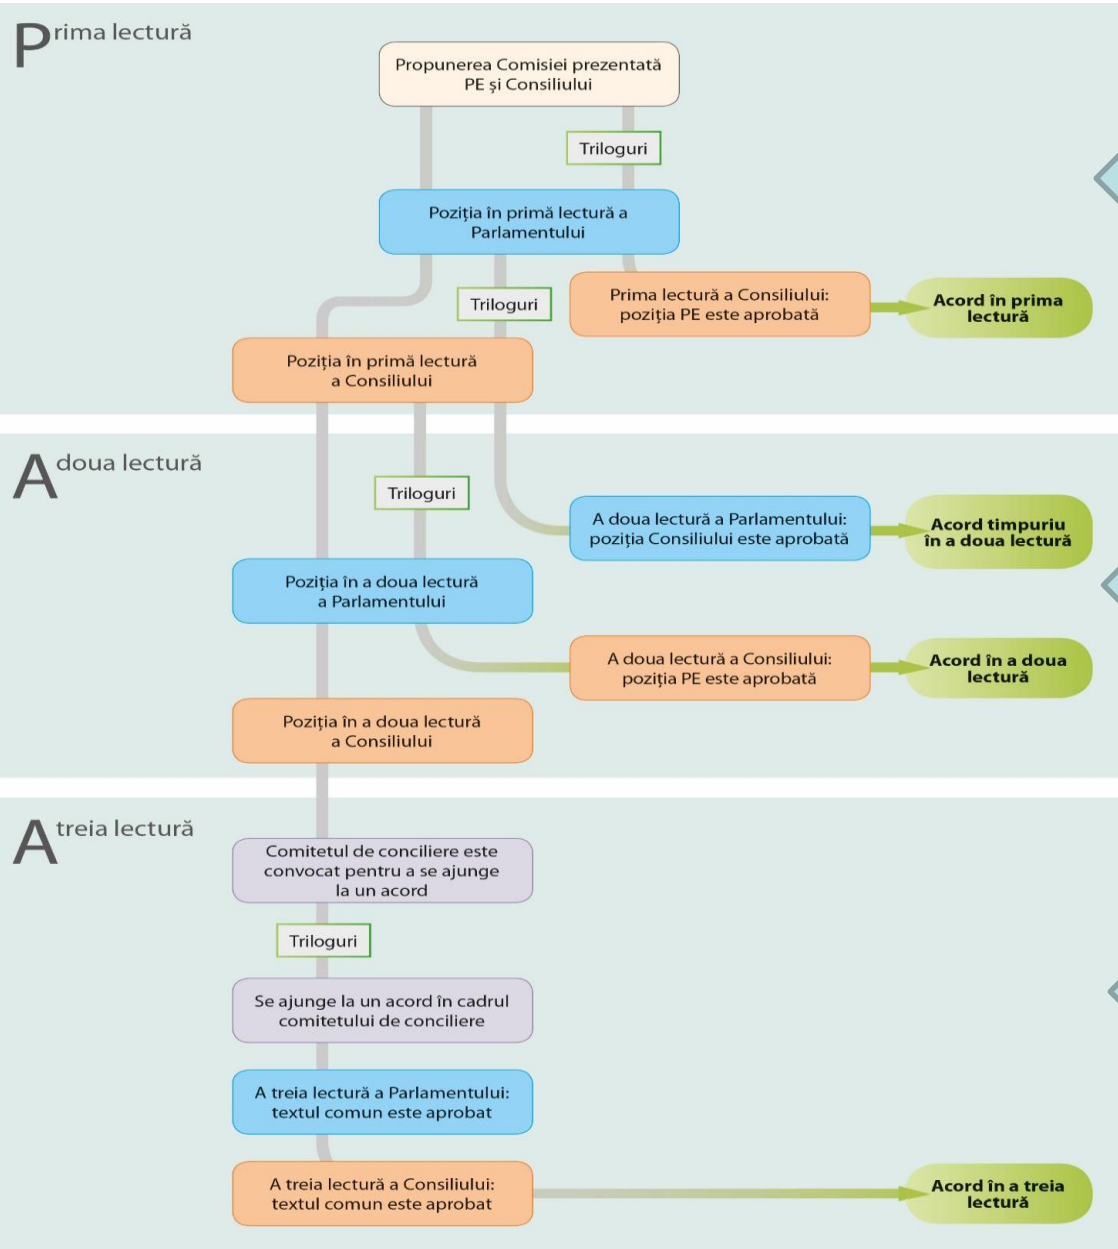 Prima lectură
Propunerea Comisiei prezentată
PE şi Consiliului
Triloguri
Poziția în primă lectură a
Parlamentului
Triloguri
Prima lectură a Consiliului:
poziția PE este aprobată
Acord în prima
lectură
Poziția în primă lectură
a Consiliului
A doua lectură
Triloguri
A doua lectură a Parlamentului:
poziția Consiliului este aprobată
Acord timpuriu
în a doua lectură
Poziția în a doua lectură
a Parlamentului
A doua lectură a Consiliului:
poziția PE este aprobată
Acord în a doua
lectură
Poziția în a doua lectură
a Consiliului
A treia lectură
Comitetul de conciliere este
convocat pentru a se ajunge
la un acord
Triloguri
Se ajunge la un acord în cadrul
comitetului de conciliere
A treia lectură a Parlamentului:
textul comun este aprobat
A treia lectură a Consiliului:
textul comun este aprobat
Acord în a treia
lectură